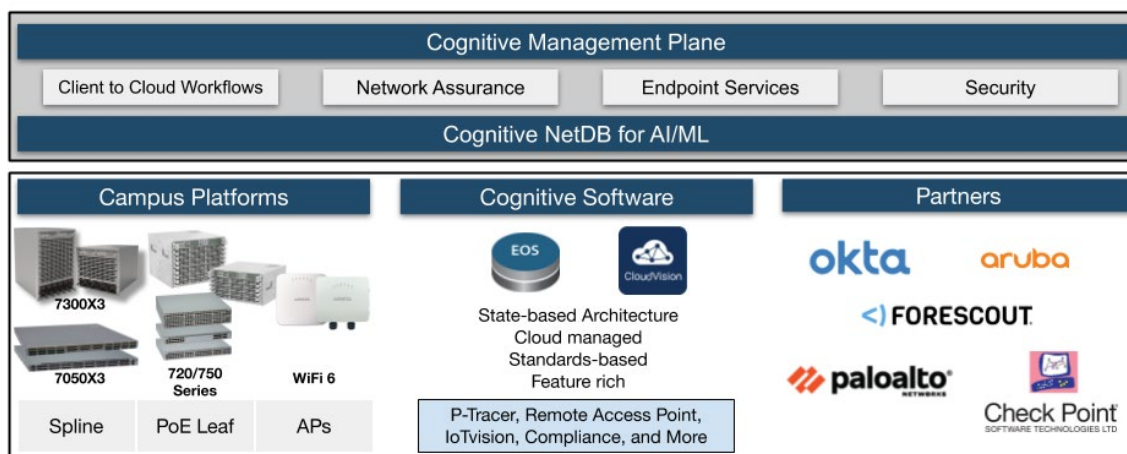 Cognitive Management Plane
Client to Cloud Workflows
Network Assurance
Endpoint Services
Security
Cognitive NetDB for AI/ML
Campus Platforms
7300X3
7050X3
720/750
Series
WiFi 6
Spline
PoE Leaf
APs
Cognitive Software
EOS
CloudVision
State-based Architecture
Cloud managed
Standards-based
Feature rich
P-Tracer, Remote Access Point,
IoTvision, Compliance, and More
Partners
okta
aruba
FORESCOUT
paloalto
NETWORKS
Check Point
SOFTWARE TECHNOLOGIES LTD